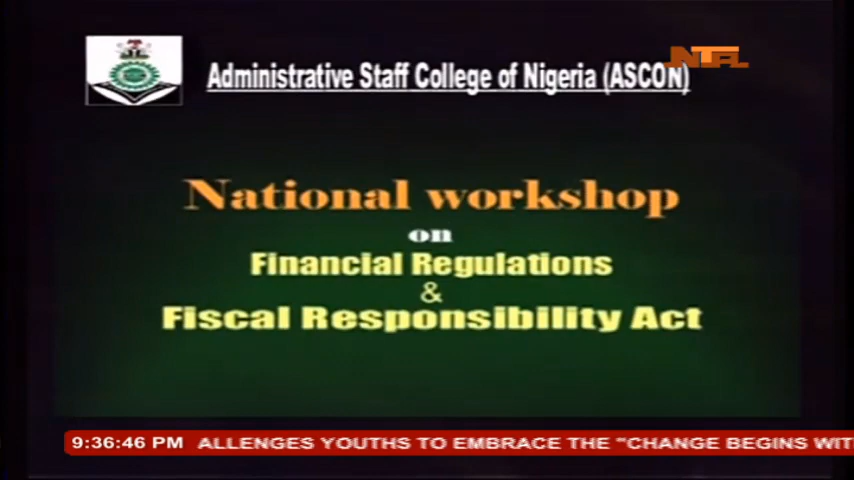 Administrative Staff College of Nigeria (ASCON)
NTA
National workshop
on
Financial Regulations
&
Fiscal Responsibility Act
9:36:46 PM ALLENGES YOUTHS TO EMBRACE THE "CHANGE BEGINS WIT